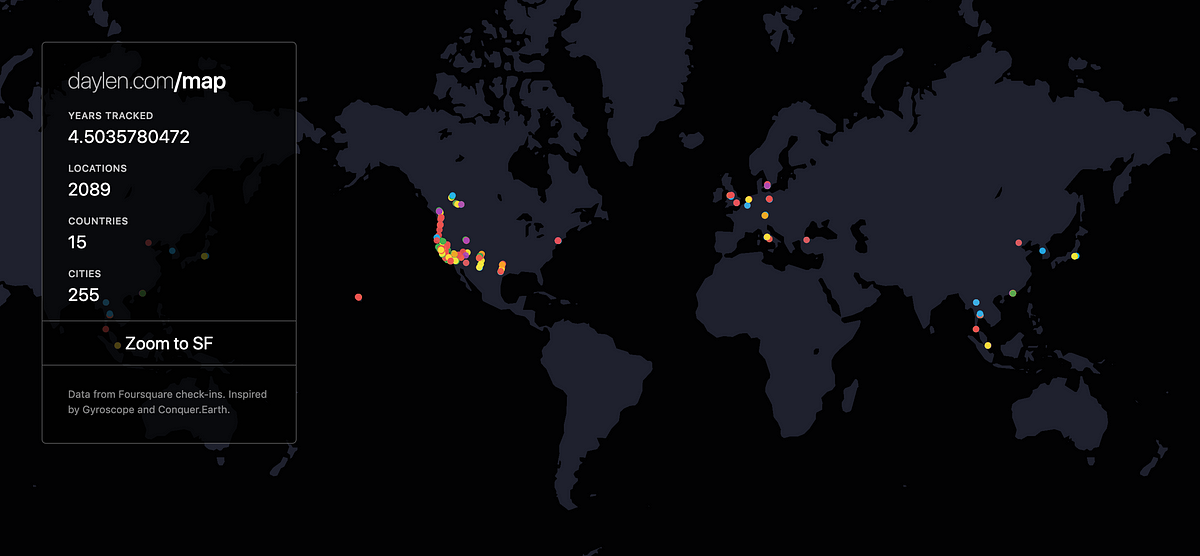 daylen.com/map
YEARS TRACKED
4.5035780472
LOCATIONS
2089
COUNTRIES
15
CITIES
255
Zoom to SF
Data from Foursquare check-ins. Inspired
by Gyroscope and Conquer.Earth.